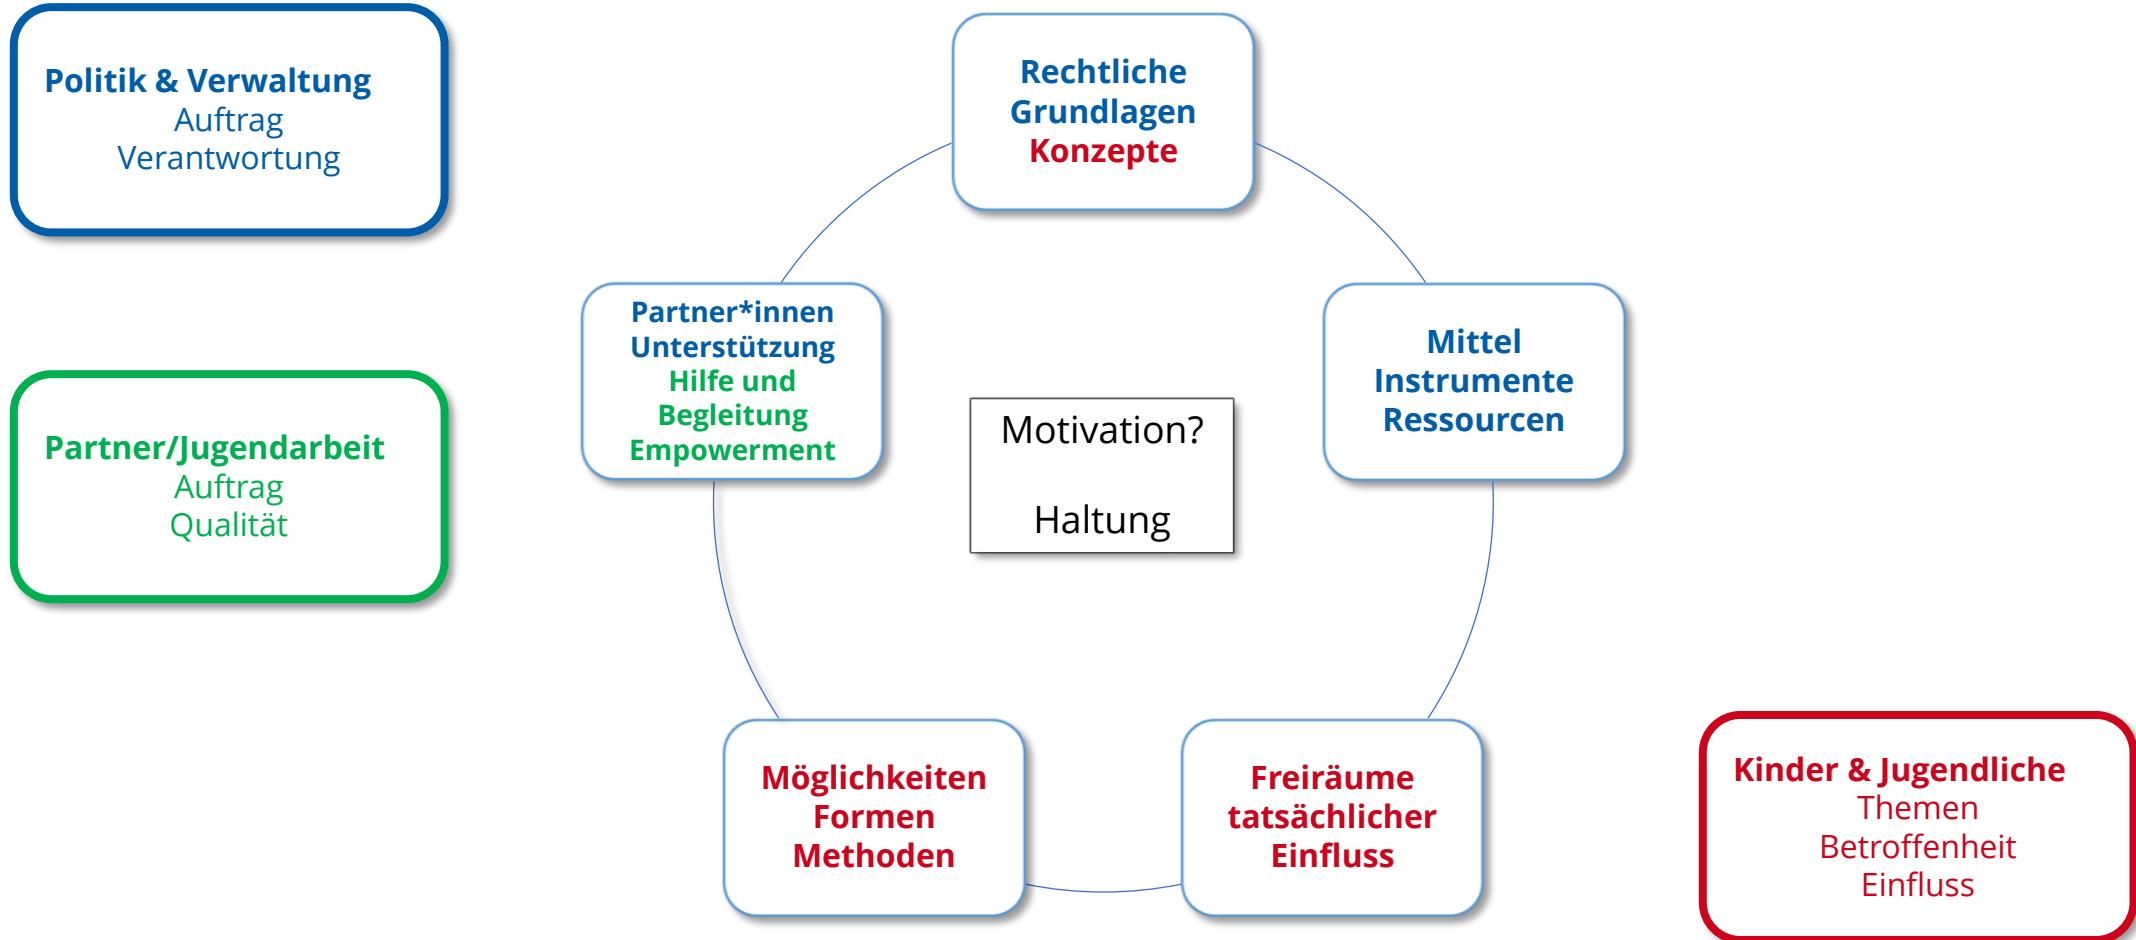 Politik & Verwaltung
Auftrag
Verantwortung
Rechtliche
Grundlagen
Konzepte
Partner*innen
Unterstützung
Hilfe und
Begleitung
Empowerment
Mittel
Instrumente
Ressourcen
Partner/Jugendarbeit
Auftrag
Qualität
Motivation?
Haltung
Möglichkeiten
Formen
Methoden
Freiräume
tatsächlicher
Einfluss
Kinder & Jugendliche
Themen
Betroffenheit
Einfluss